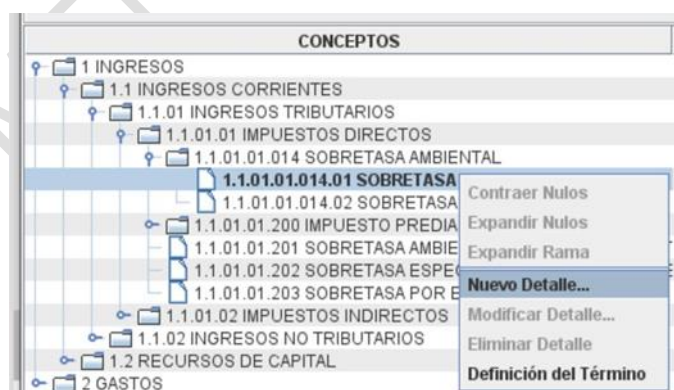 CONCEPTOS
1 INGRESOS
1.1 INGRESOS CORRIENTES
1.1.01 INGRESOS TRIBUTARIOS
1.1.01.01 IMPUESTOS DIRECTOS
1.1.01.01.014 SOBRETASA AMBIENTAL
1.1.01.01.014.01 SOBRETASA
1.1.01.01.014.02 SOBRETASA
1.1.01.01.200 IMPUESTO PREDIA
1.1.01.01.201 SOBRETASA AMBIE
1.1.01.01.202 SOBRETASA ESPEC
1.1.01.01.203 SOBRETASA POR E
1.1.01.02 IMPUESTOS INDIRECTOS
1.1.02 INGRESOS NO TRIBUTARIOS
1.2 RECURSOS DE CAPITAL
2 GASTOS
Contraer Nulos
Expandir Nulos
Expandir Rama
Nuevo Detalle...
Modificar Detalle...
Eliminar Detalle
Definición del Término